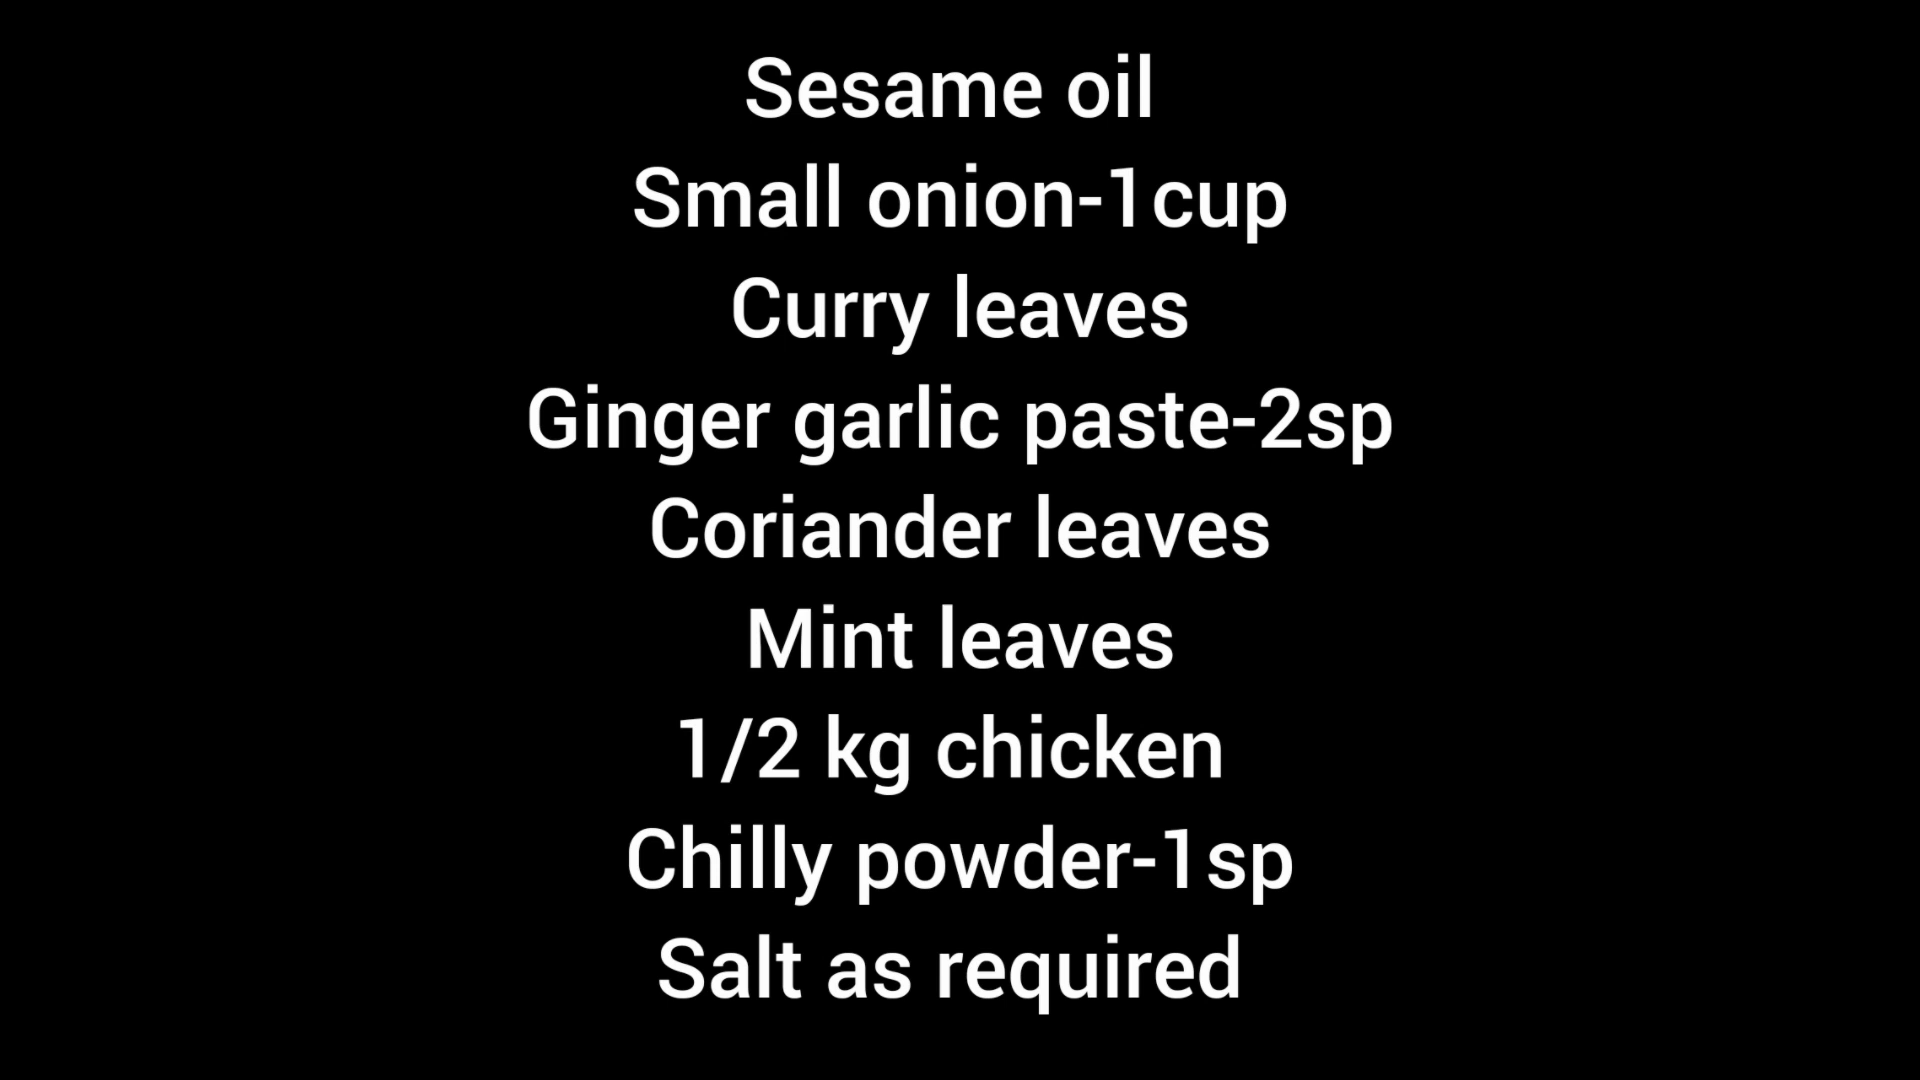 Sesame oil
Small onion-1cup
Curry leaves
Ginger garlic paste-2sp
Coriander leaves
Mint leaves
1/2 kg chicken
Chilly powder-1sp
Salt as required